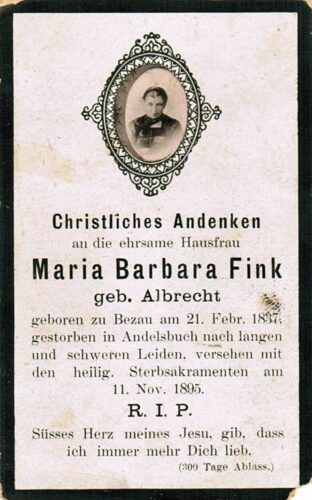 Christliches Andenken
an die ehrsame Hausfrau
Maria Barbara Fink
geb. Albrecht
geboren zu Bezau am 21. Febr. 1837,
gestorben in Andelsbuch nach langen
und schweren Leiden, versehen mit
den heilig. Sterbsakramenten am
11. Nov. 1895.
R. I. P.
Süsses Herz meines Jesu, gib, dass
ich immer mehr Dich lieb.
(309 Tage Ablass.)